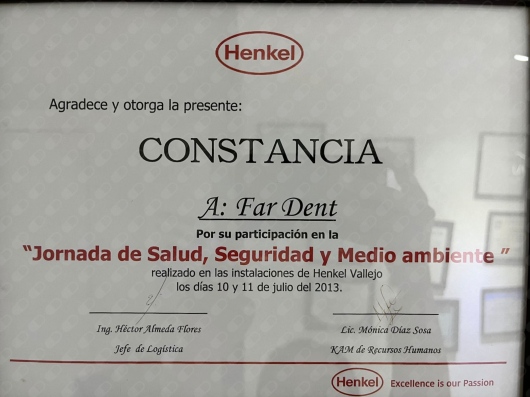 Henkel
Agradece y otorga la presente:
CONSTANCIA
A: Far Dent
Por su participación en la
“Jornada de Salud, Seguridad y Medio ambiente ”
realizado en las instalaciones de Henkel Vallejo
los días 10 y 11 de julio del 2013.
Ing. Héctor Almeda Flores
Lic. Mónica Díaz Sosa
Jefe de Logística
KAM de Recursos Humanos
Henkel
Excellence is our Passion